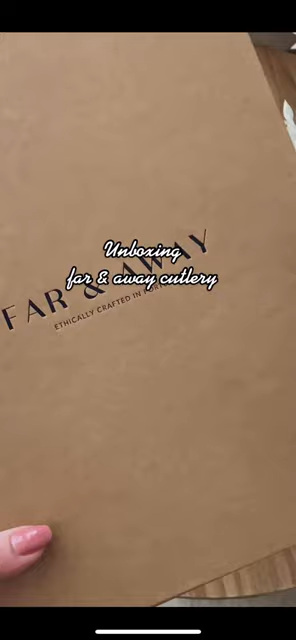 Unboxing
far & away cutlery
FAR & AWAY
ETHICALLY CRAFTED IN